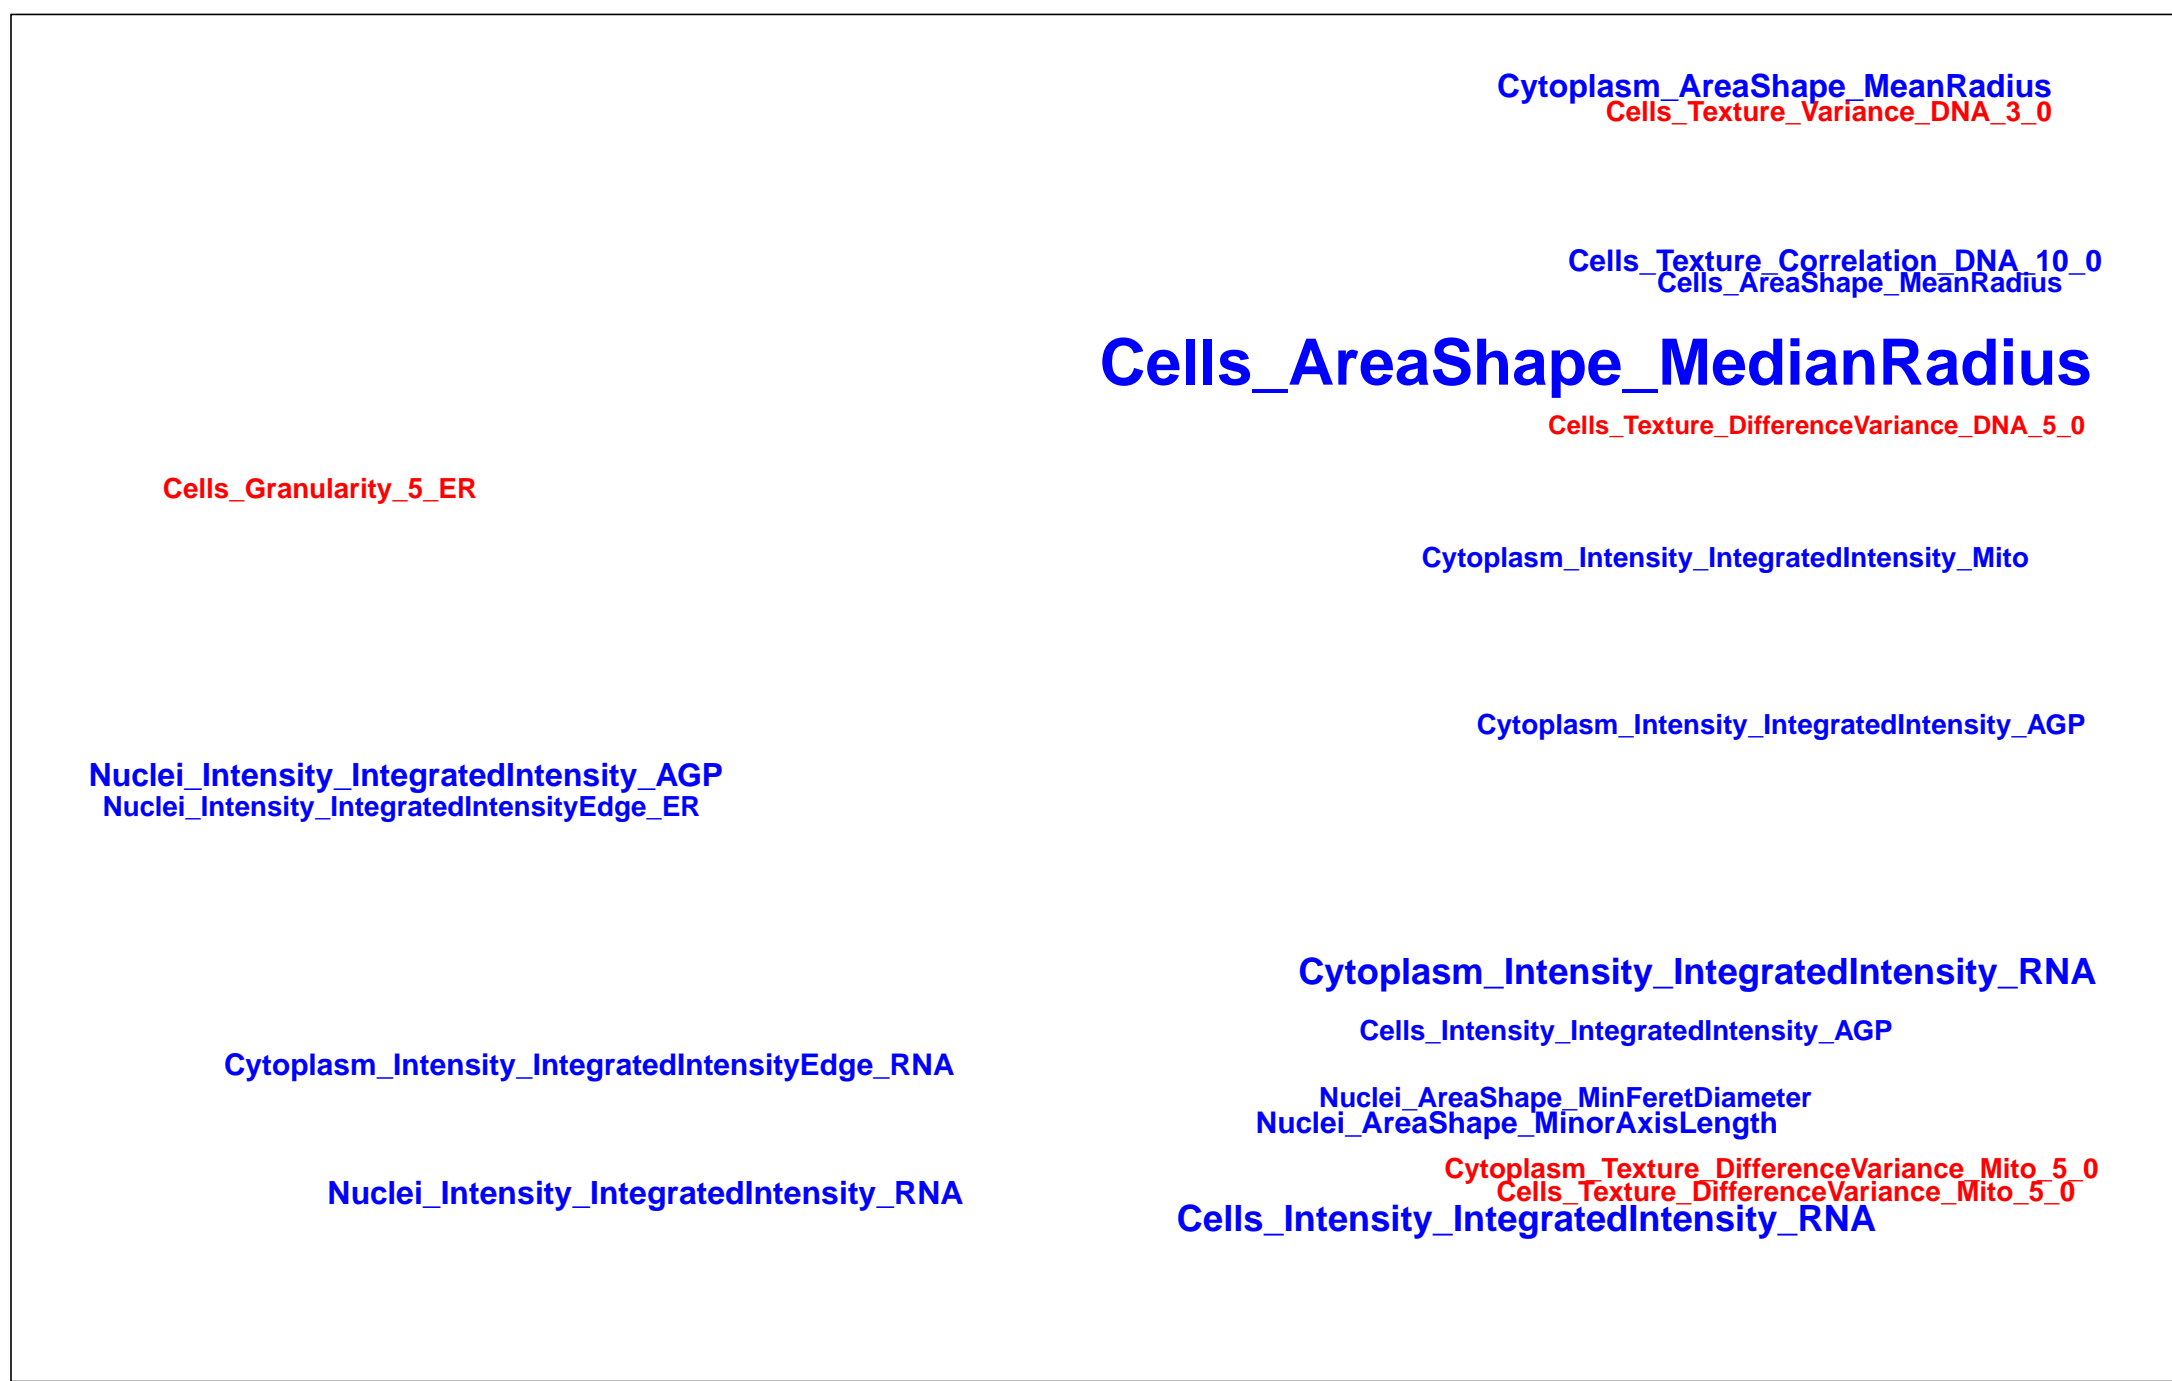 Cytoplasm_AreaShape_MeanRadius
Cells_Texture_Variance_DNA_3_0
Cells_Texture_Correlation_DNA_10_0
Cells_AreaShape_MeanRadius
Cells_AreaShape_MedianRadius
Cells_Texture_DifferenceVariance_DNA_5_0
Cells_Granularity_5_ER
Cytoplasm_Intensity_IntegratedIntensity_Mito
Cytoplasm_Intensity_IntegratedIntensity_AGP
Nuclei_Intensity_IntegratedIntensity_AGP
Nuclei_Intensity_IntegratedIntensityEdge_ER
Cytoplasm_Intensity_IntegratedIntensity_RNA
Cells_Intensity_IntegratedIntensity_AGP
Cytoplasm_Intensity_IntegratedIntensityEdge_RNA
Nuclei_AreaShape_MinFeretDiameter
Nuclei_AreaShape_MinorAxisLength
Cytoplasm_Texture_DifferenceVariance_Mito_5_0
Cells_Texture_DifferenceVariance_Mito_5_0
Nuclei_Intensity_IntegratedIntensity_RNA
Cells_Intensity_IntegratedIntensity_RNA